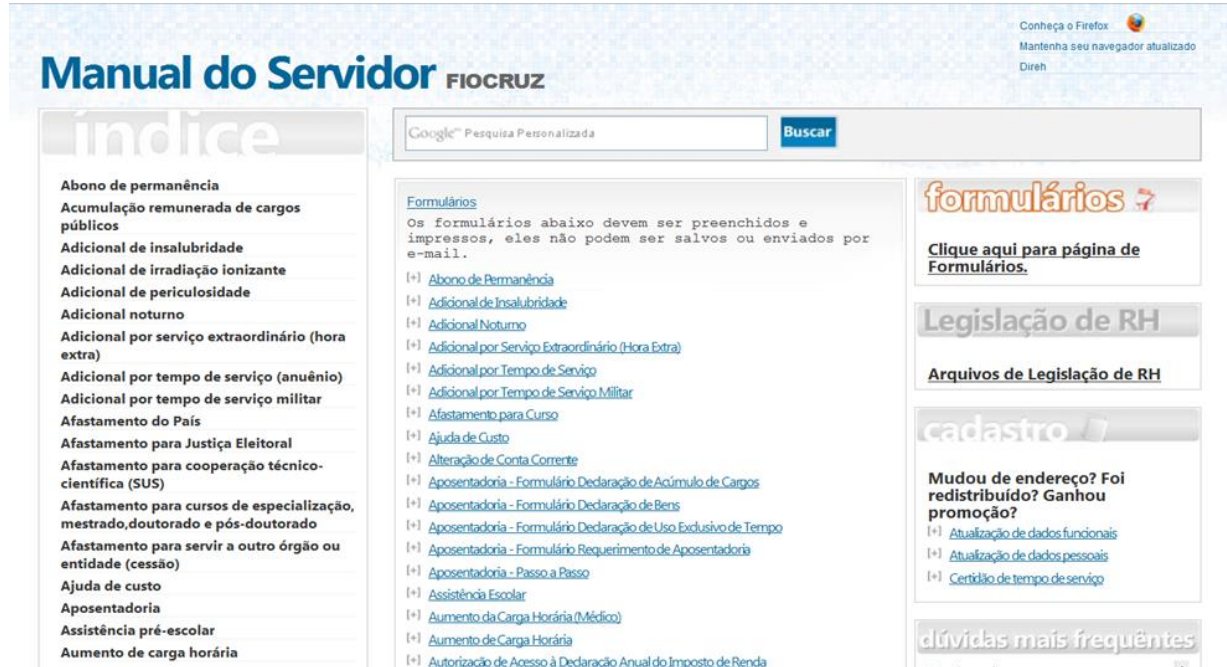 Conheça o Firefox
Mantenha seu navegador atualizado
Direh
Manual do Servidor FIOCRUZ
índice
Abono de permanência
Acumulação remunerada de cargos
públicos
Adicional de insalubridade
Adicional de irradiação ionizante
Adicional de periculosidade
Adicional noturno
Adicional por serviço extraordinário (hora
extra)
Adicional por tempo de serviço (anuênio)
Adicional por tempo de serviço militar
Afastamento do País
Afastamento para Justiça Eleitoral
Afastamento para cooperação técnico-
científica (SUS)
Afastamento para cursos de especialização,
mestrado,doutorado e pós-doutorado
Afastamento para servir a outro órgão ou
entidade (cessão)
Ajuda de custo
Aposentadoria
Assistência pré-escolar
Aumento de carga horária
Google™ Pesquisa Personalizada
Buscar
Formulários
Os formulários abaixo devem ser preenchidos e
impressos, eles não podem ser salvos ou enviados por
e-mail.
[+] Abono de Permanência
[+] Adicional de Insalubridade
[+] Adicional Noturno
[+] Adicional por Serviço Extraordinário (Hora Extra)
[+] Adicional por Tempo de Serviço
[+] Adicional por Tempo de Serviço Militar
[+] Afastamento para Curso
[+] Ajuda de Custo
[+] Alteração de Conta Corrente
[+] Aposentadoria - Formulário Declaração de Acúmulo de Cargos
[+] Aposentadoria - Formulário Declaração de Bens
[+] Aposentadoria - Formulário Declaração de Uso Exclusivo de Tempo
[+] Aposentadoria - Formulário Requerimento de Aposentadoria
[+] Aposentadoria - Passo a Passo
[+] Assistência Escolar
[+] Aumento da Carga Horária (Médico)
[+] Aumento de Carga Horária
[+] Autorização de Acesso à Declaração Anual do Imposto de Renda
formulários
Clique aqui para página de
Formulários.
Legislação de RH
Arquivos de Legislação de RH
cadastro
Mudou de endereço? Foi
redistribuído? Ganhou
promoção?
[+] Atualização de dados funcionais
[+] Atualização de dados pessoais
[+] Certidão de tempo de serviço
dúvidas mais frequêntes